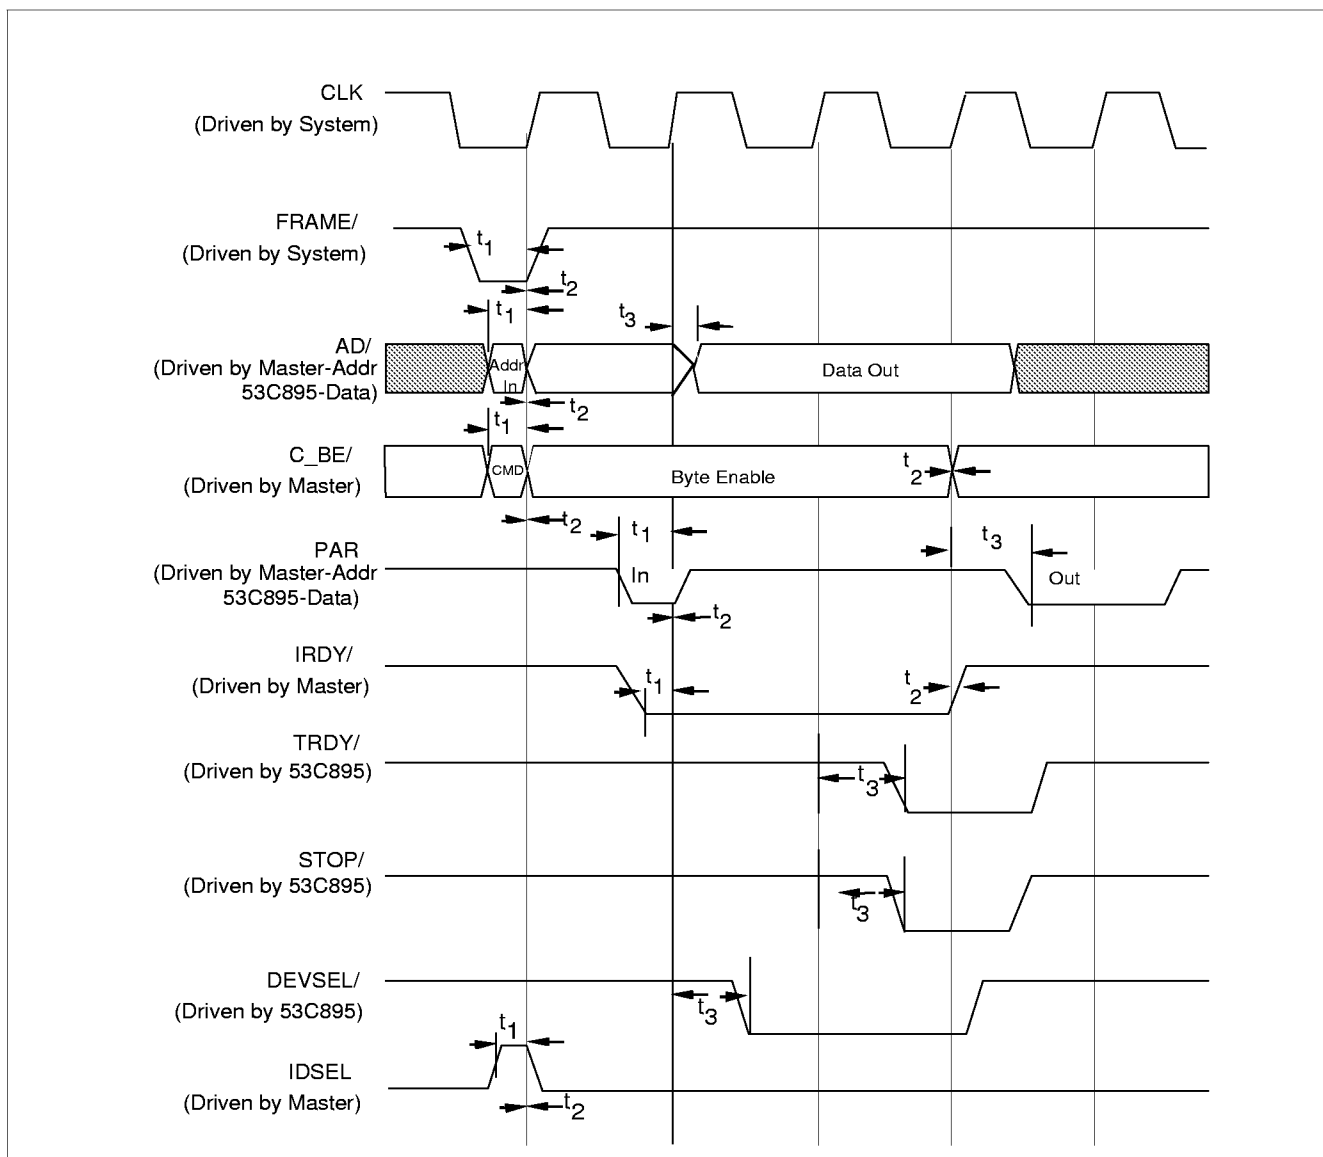 CLK
(Driven by System)
FRAME/
(Driven by System)
t1
t2
t1
t3
AD/
(Driven by Master-Addr
53C895-Data)
Addr
In
Data Out
t2
t1
C_BE/
(Driven by Master)
CMD
Byte Enable
t2
t2
t1
t3
PAR
(Driven by Master-Addr
53C895-Data)
In
Out
t2
IRDY/
(Driven by Master)
t1
t2
TRDY/
(Driven by 53C895)
t3
STOP/
(Driven by 53C895)
t3
DEVSEL/
(Driven by 53C895)
t3
t1
IDSEL
(Driven by Master)
t2